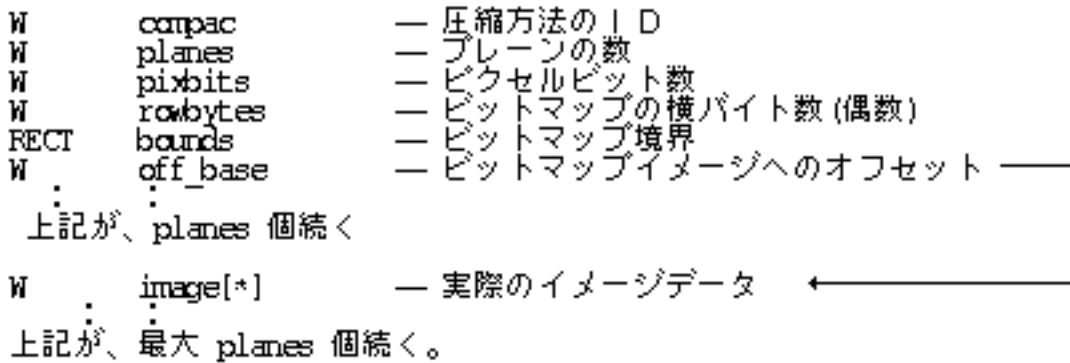 W compac — 圧縮方法のＩＤ
W planes — プレーンの数
W pixbits — ピクセルビット数
W rowbytes — ビットマップの横バイト数 (偶数)
RECT bounds — ビットマップ境界
W off_base — ビットマップイメージへのオフセット
: :
上記が、planes 個続く
W image[*] — 実際のイメージデータ
: :
上記が、最大 planes 個続く。